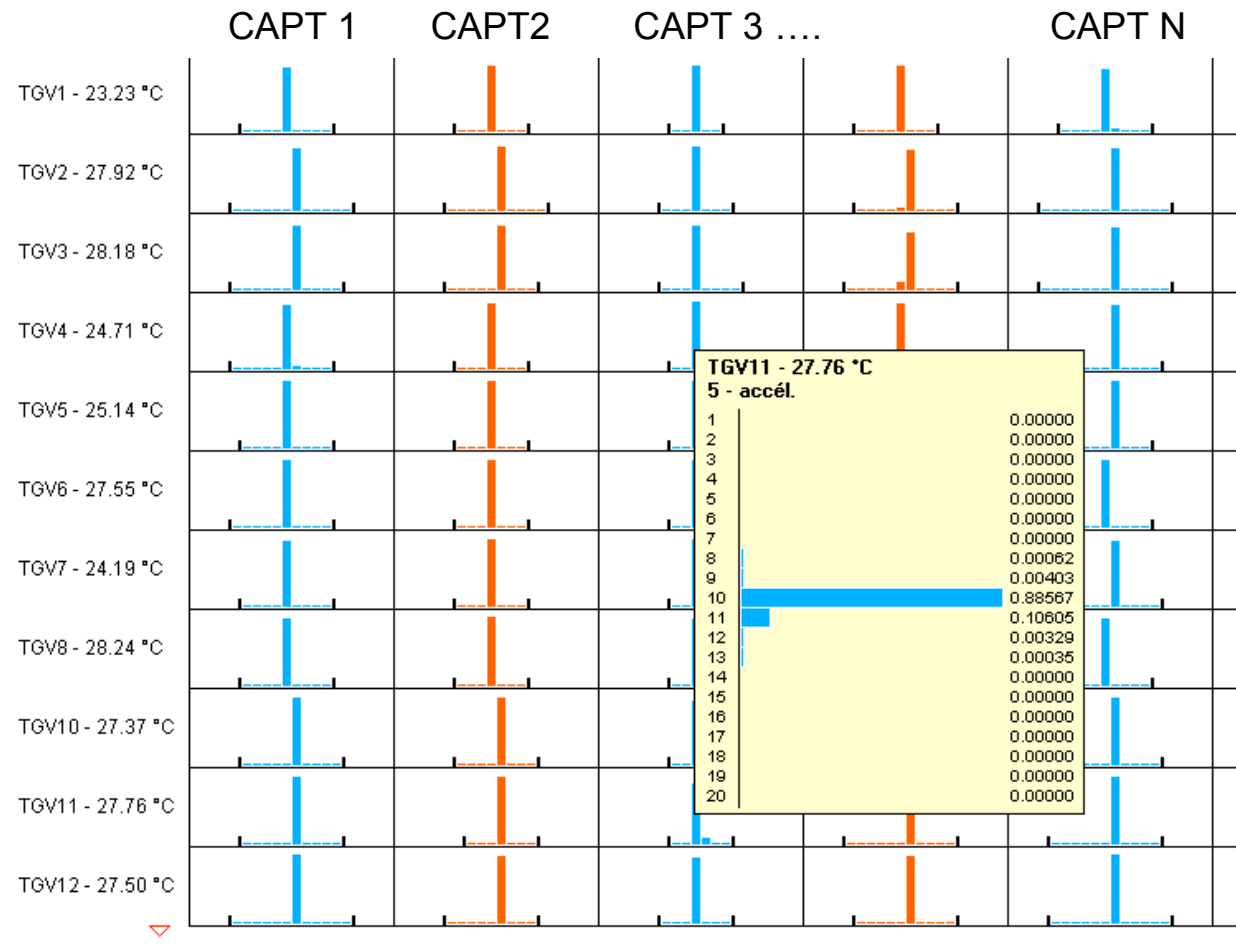 CAPT 1 CAPT2 CAPT 3 …. CAPT N
TGV1 - 23.23 °C
TGV2 - 27.92 °C
TGV3 - 28.18 °C
TGV4 - 24.71 °C
TGV5 - 25.14 °C
TGV6 - 27.55 °C
TGV7 - 24.19 °C
TGV8 - 28.24 °C
TGV10 - 27.37 °C
TGV11 - 27.76 °C
TGV12 - 27.50 °C
TGV11 - 27.76 °C
5 - accél.
1 0.00000
2 0.00000
3 0.00000
4 0.00000
5 0.00000
6 0.00000
7 0.00000
8 0.00062
9 0.00403
10 0.88567
11 0.10605
12 0.00329
13 0.00035
14 0.00000
15 0.00000
16 0.00000
17 0.00000
18 0.00000
19 0.00000
20 0.00000